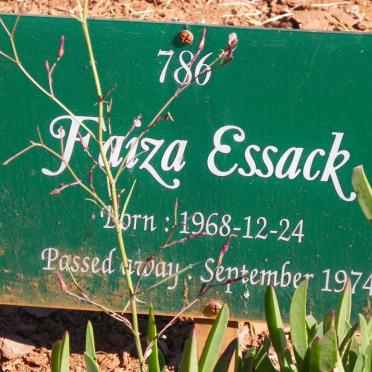 786
Faiza Essack
Born : 1968-12-24
Passed away : September 1974